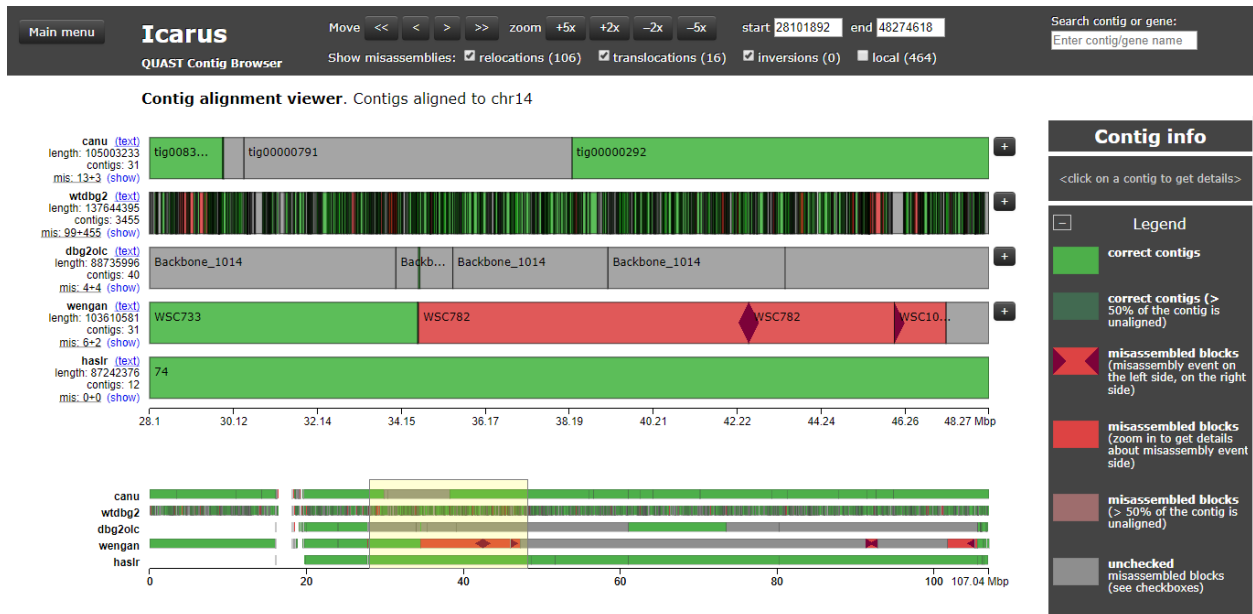 Main menu
Icarus
QUAST Contig Browser
Move << < > >> zoom +5x +2x –2x –5x start 28101892 end 48274618
Show misassemblies: relocations (106) translocations (16) inversions (0) local (464)
Search contig or gene:
Enter contig/gene name
Contig alignment viewer. Contigs aligned to chr14
canu (text)
length: 105003233
contigs: 31
mis: 13+3 (show)
tig0083...
tig00000791
tig00000292
+
wtdbg2 (text)
length: 137644395
contigs: 3455
mis: 99+455 (show)
+
dbg2olc (text)
length: 88735996
contigs: 40
mis: 4+4 (show)
Backbone_1014
Backb...
Backbone_1014
Backbone_1014
+
wengan (text)
length: 103610581
contigs: 31
mis: 6+2 (show)
WSC733
WSC782
WSC782
WSC10...
+
haslr (text)
length: 87242376
contigs: 12
mis: 0+0 (show)
74
28.1 30.12 32.14 34.15 36.17 38.19 40.21 42.22 44.24 46.26 48.27 Mbp
canu
wtdbg2
dbg2olc
wengan
haslr
0 20 40 60 80 100 107.04 Mbp
Contig info
<click on a contig to get details>
Legend
correct contigs
correct contigs (>
50% of the contig is
unaligned)
misassembled blocks
(misassembly event on
the left side, on the right
side)
misassembled blocks
(zoom in to get details
about misassembly event
side)
misassembled blocks
(> 50% of the contig is
unaligned)
unchecked
misassembled blocks
(see checkboxes)